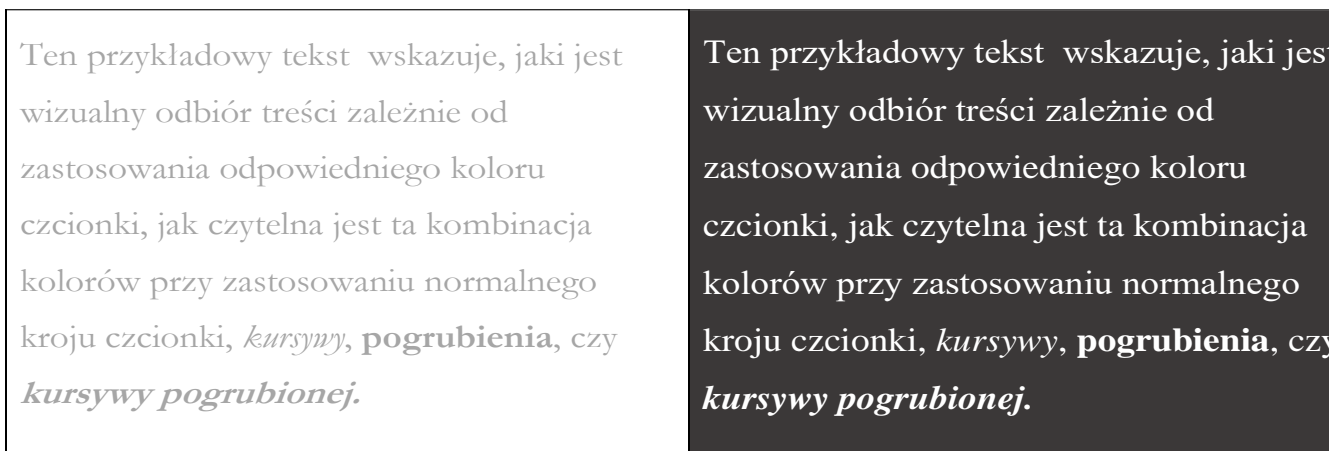 Ten przykładowy tekst  wskazuje, jaki jest
wizualny odbiór treści zależnie od
zastosowania odpowiedniego koloru
czcionki, jak czytelna jest ta kombinacja
kolorów przy zastosowaniu normalnego
kroju czcionki, kursywy, pogrubienia, czy
kursywy pogrubionej.
Ten przykładowy tekst  wskazuje, jaki jest
wizualny odbiór treści zależnie od
zastosowania odpowiedniego koloru
czcionki, jak czytelna jest ta kombinacja
kolorów przy zastosowaniu normalnego
kroju czcionki, kursywy, pogrubienia, czy
kursywy pogrubionej.